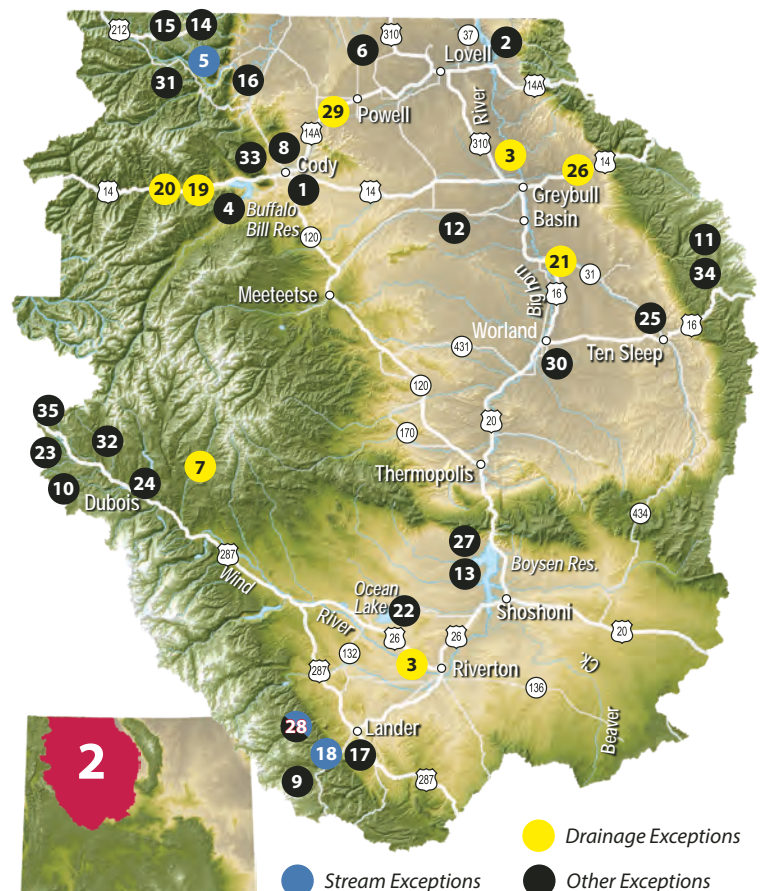 15 14
212
310
37
2
5
6
Lovell
31
16
14A
29
Powell
River
14A
310
3
33
8
Cody
26
14
14
20
19
1
14
Greybull
4
Buffalo
Bill Res.
Basin
120
12
11
21
31
34
Big Horn
16
Meeteetse
25
16
Worland
Ten Sleep
431
30
120
35
20
32
170
23
7
24
Thermopolis
10
Dubois
434
27
287
Boysen Res.
13
Wind
Ocean
Lake
22
Shoshoni
River
26
26
20
132
3
Riverton
Ck.
287
136
28
Lander
Beaver
18
17
2
9
287
Drainage Exceptions
Stream Exceptions
Other Exceptions